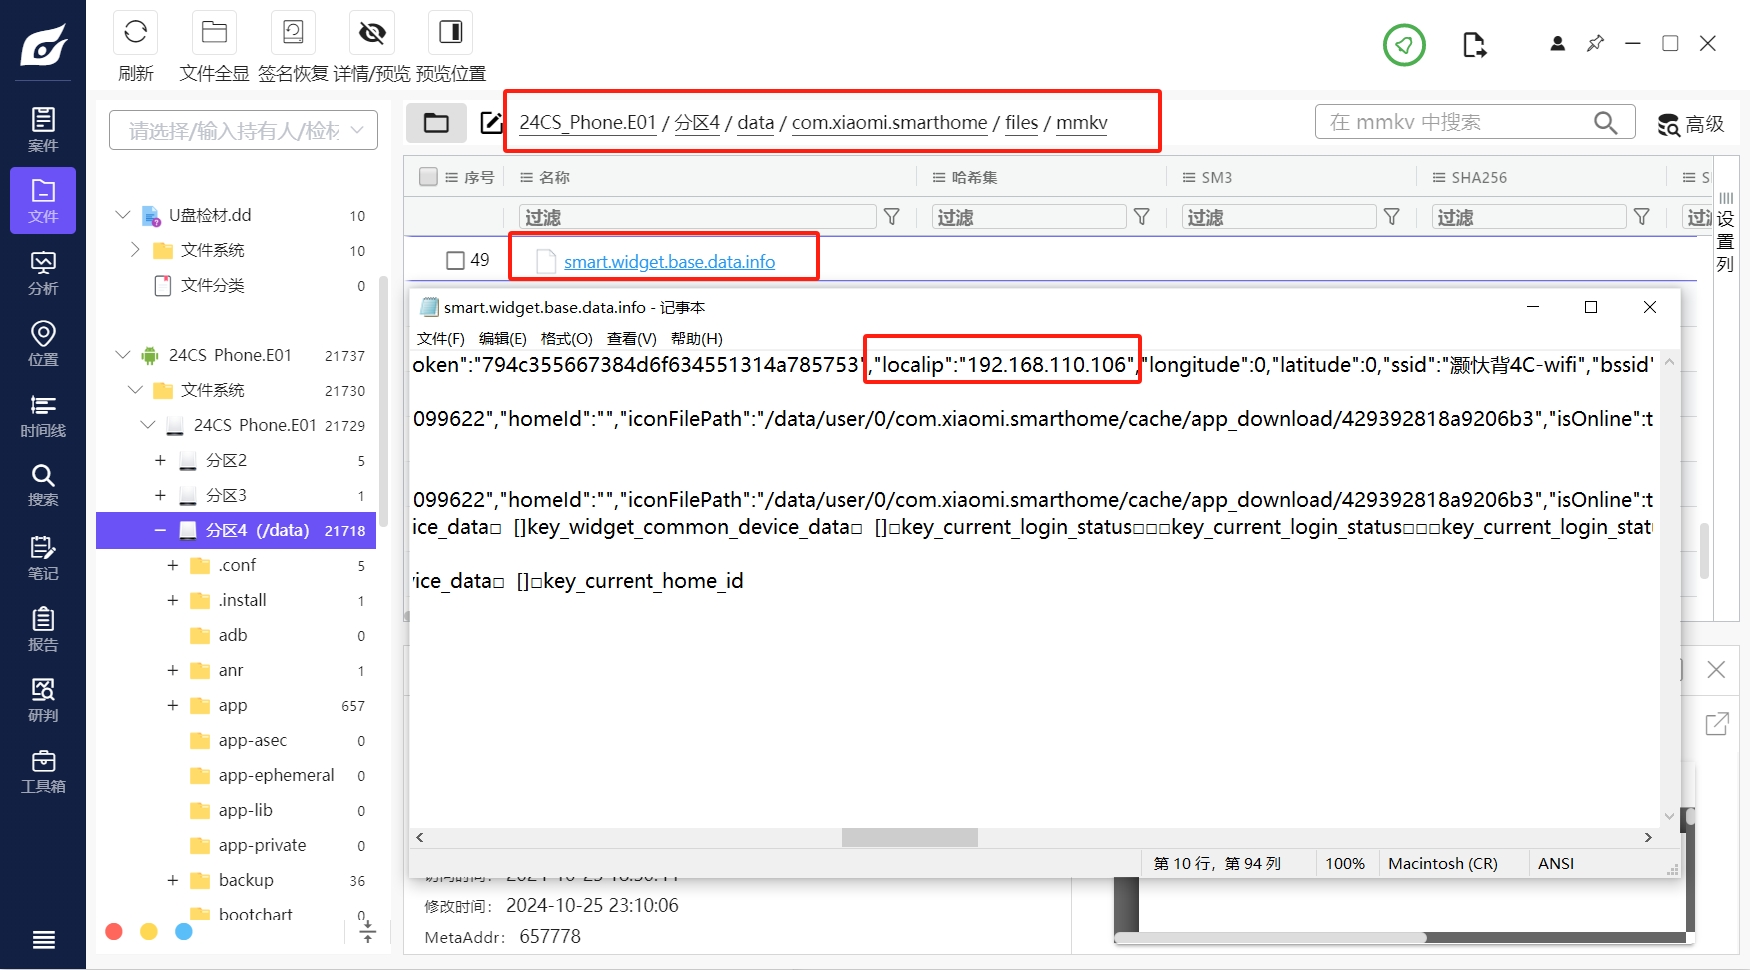 刷新
文件全显
签名恢复
详情/预览
预览位置
案件
文件
分析
位置
时间线
搜索
笔记
报告
研判
工具箱
请选择/输入持有人/检材
U盘检材.dd 10
文件系统 10
文件分类 0
24CS Phone.E01 21737
文件系统 21730
24CS Phone.E01 21729
分区2 5
分区3 1
分区4（/data） 21718
.conf 5
.install 1
adb 0
anr 1
app 657
app-asec 0
app-ephemeral 0
app-lib 0
app-private 0
backup 36
bootchart 0
24CS_Phone.E01 / 分区4 / data / com.xiaomi.smarthome / files / mmkv
在 mmkv 中搜索
高级
序号 名称 哈希集 SM3 SHA256
过滤 过滤 过滤 过滤
设置列
49 smart.widget.base.data.info
smart.widget.base.data.info - 记事本
文件(F) 编辑(E) 格式(O) 查看(V) 帮助(H)
oken":"794c355667384d6f634551314a785753","localip":"192.168.110.106","longitude":0,"latitude":0,"ssid":"灏忕背4C-wifi","bssid"
099622","homeId":"","iconFilePath":"/data/user/0/com.xiaomi.smarthome/cache/app_download/429392818a9206b3","isOnline":t
099622","homeId":"","iconFilePath":"/data/user/0/com.xiaomi.smarthome/cache/app_download/429392818a9206b3","isOnline":t
ice_data□ []key_widget_common_device_data□ []□key_current_login_status□□□key_current_login_status□□□key_current_login_stat
ice_data□ []□key_current_home_id
第 10 行，第 94 列 100% Macintosh (CR) ANSI
修改时间： 2024-10-25 23:10:06
MetaAddr: 657778